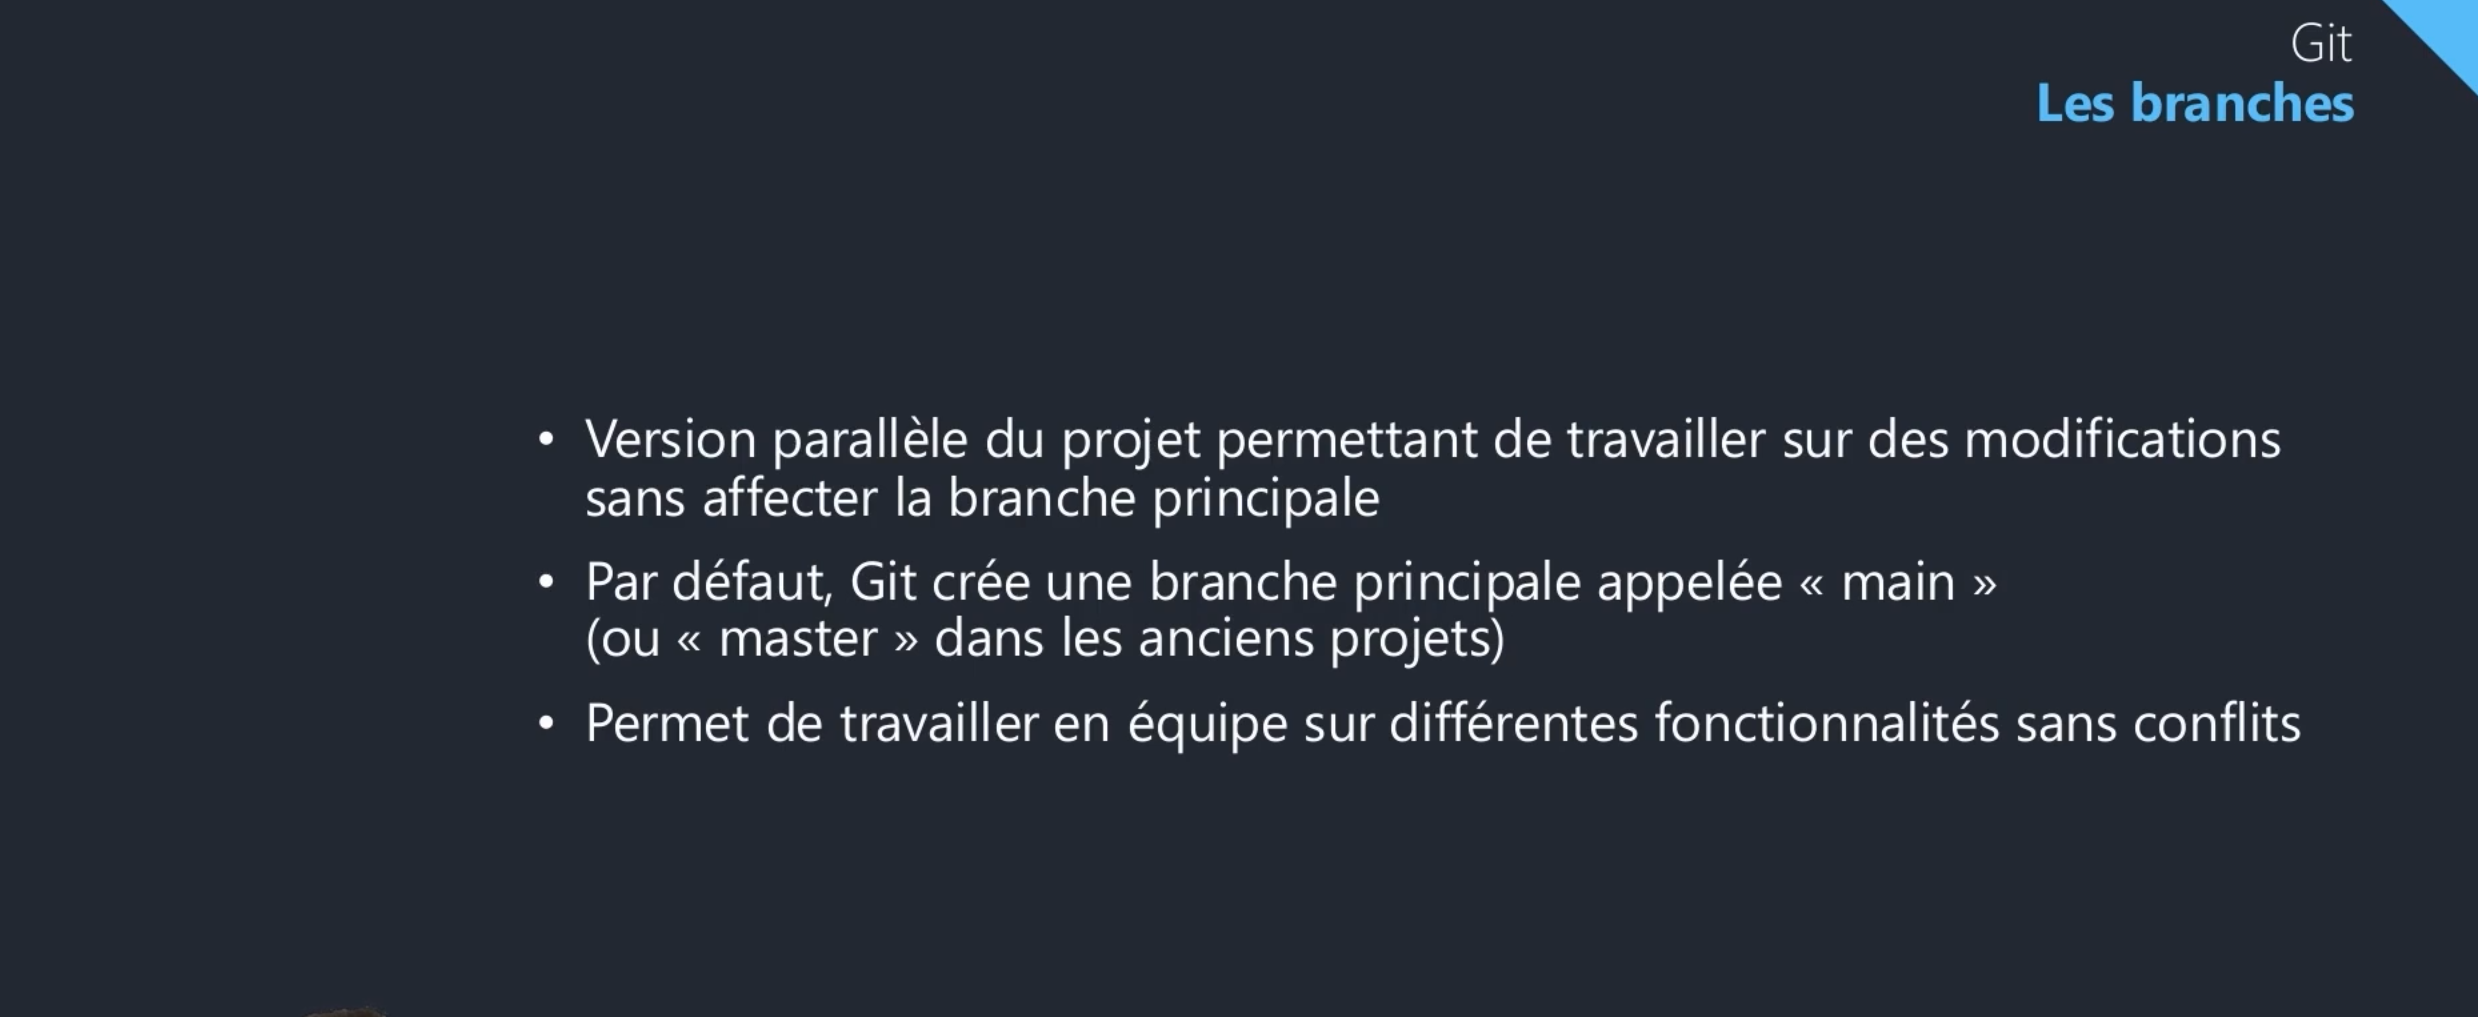 Git
Les branches
• Version parallèle du projet permettant de travailler sur des modifications
sans affecter la branche principale
• Par défaut, Git crée une branche principale appelée « main »
(ou « master » dans les anciens projets)
• Permet de travailler en équipe sur différentes fonctionnalités sans conflits